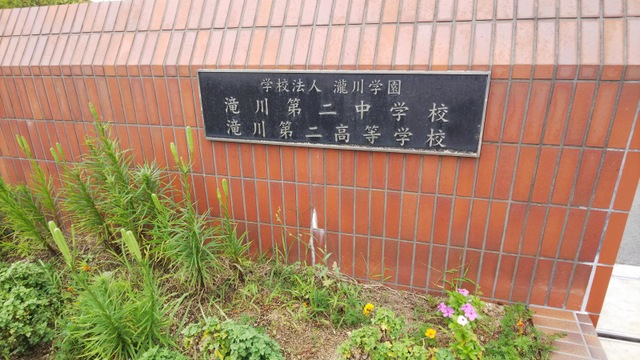 学校法人 瀧川学園
滝川第二中学校
滝川第二高等学校